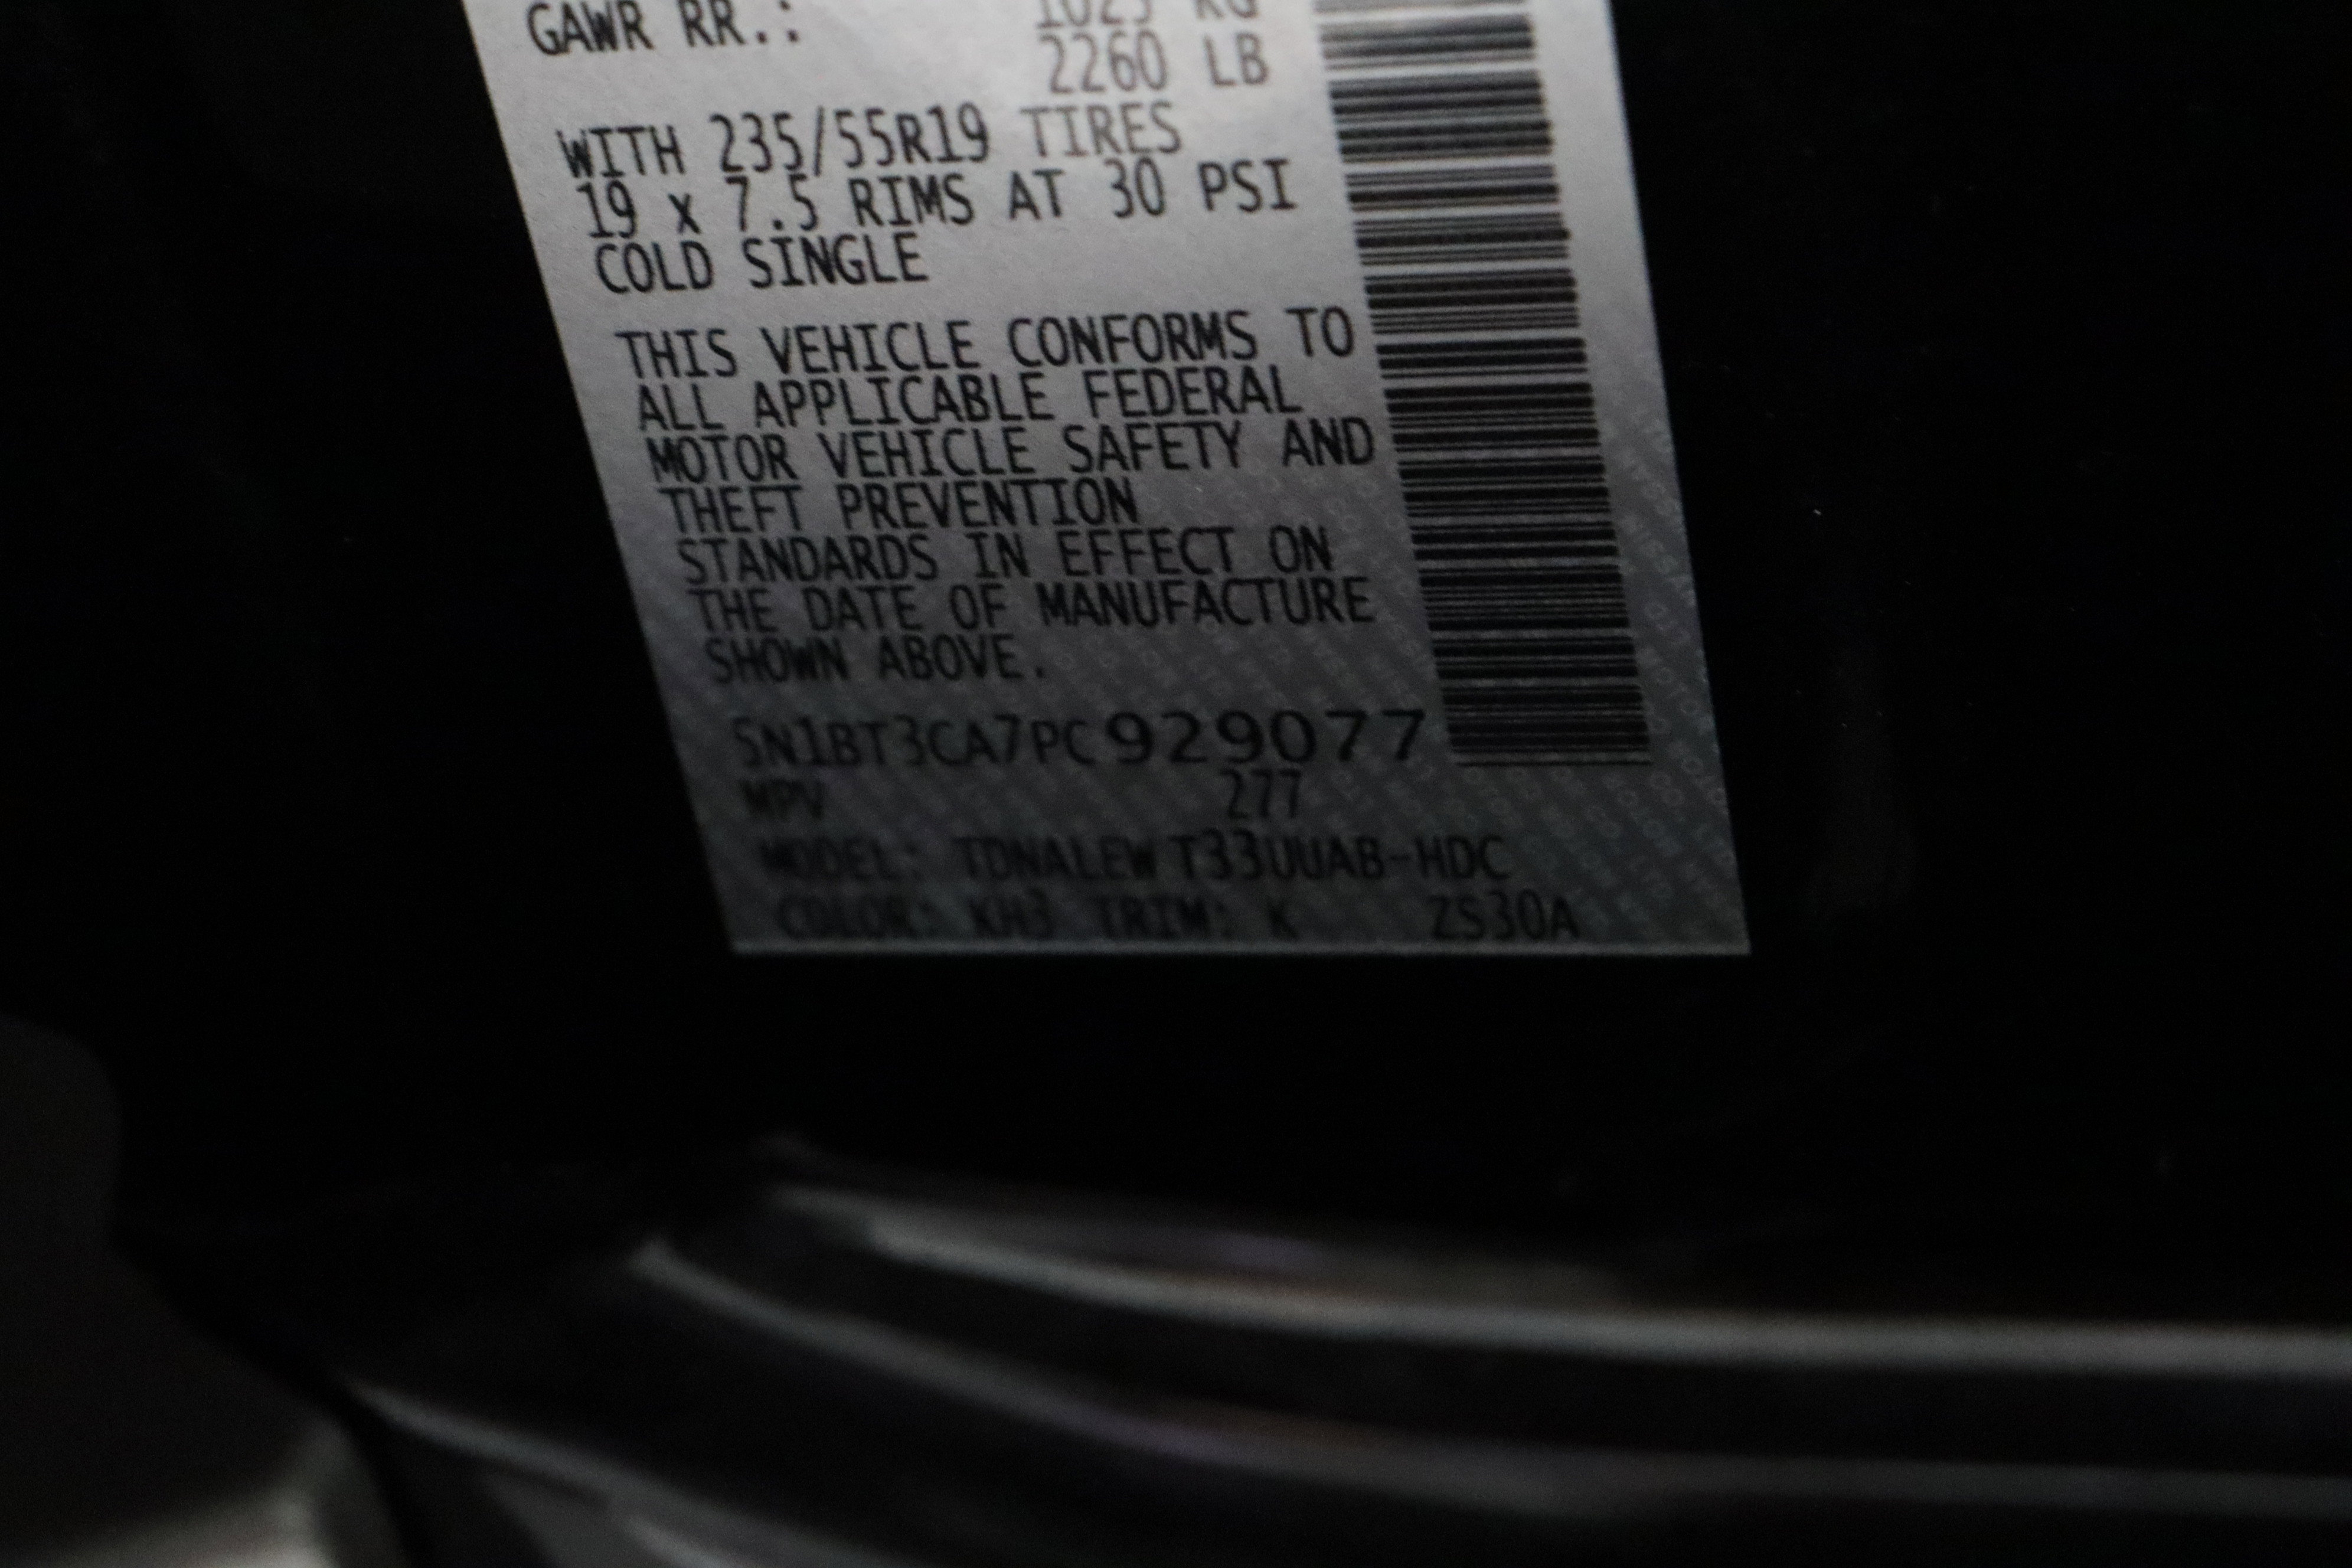 GAWR RR.: 1025 KG
2260 LB
WITH 235/55R19 TIRES
19 x 7.5 RIMS AT 30 PSI
COLD SINGLE
THIS VEHICLE CONFORMS TO
ALL APPLICABLE FEDERAL
MOTOR VEHICLE SAFETY AND
THEFT PREVENTION
STANDARDS IN EFFECT ON
THE DATE OF MANUFACTURE
SHOWN ABOVE.
5N1BT3CA7PC929077
MPV 277
MODEL: TDNALEW T33UUAB-HDC
COLOR: KH3 TRIM: K ZS30A